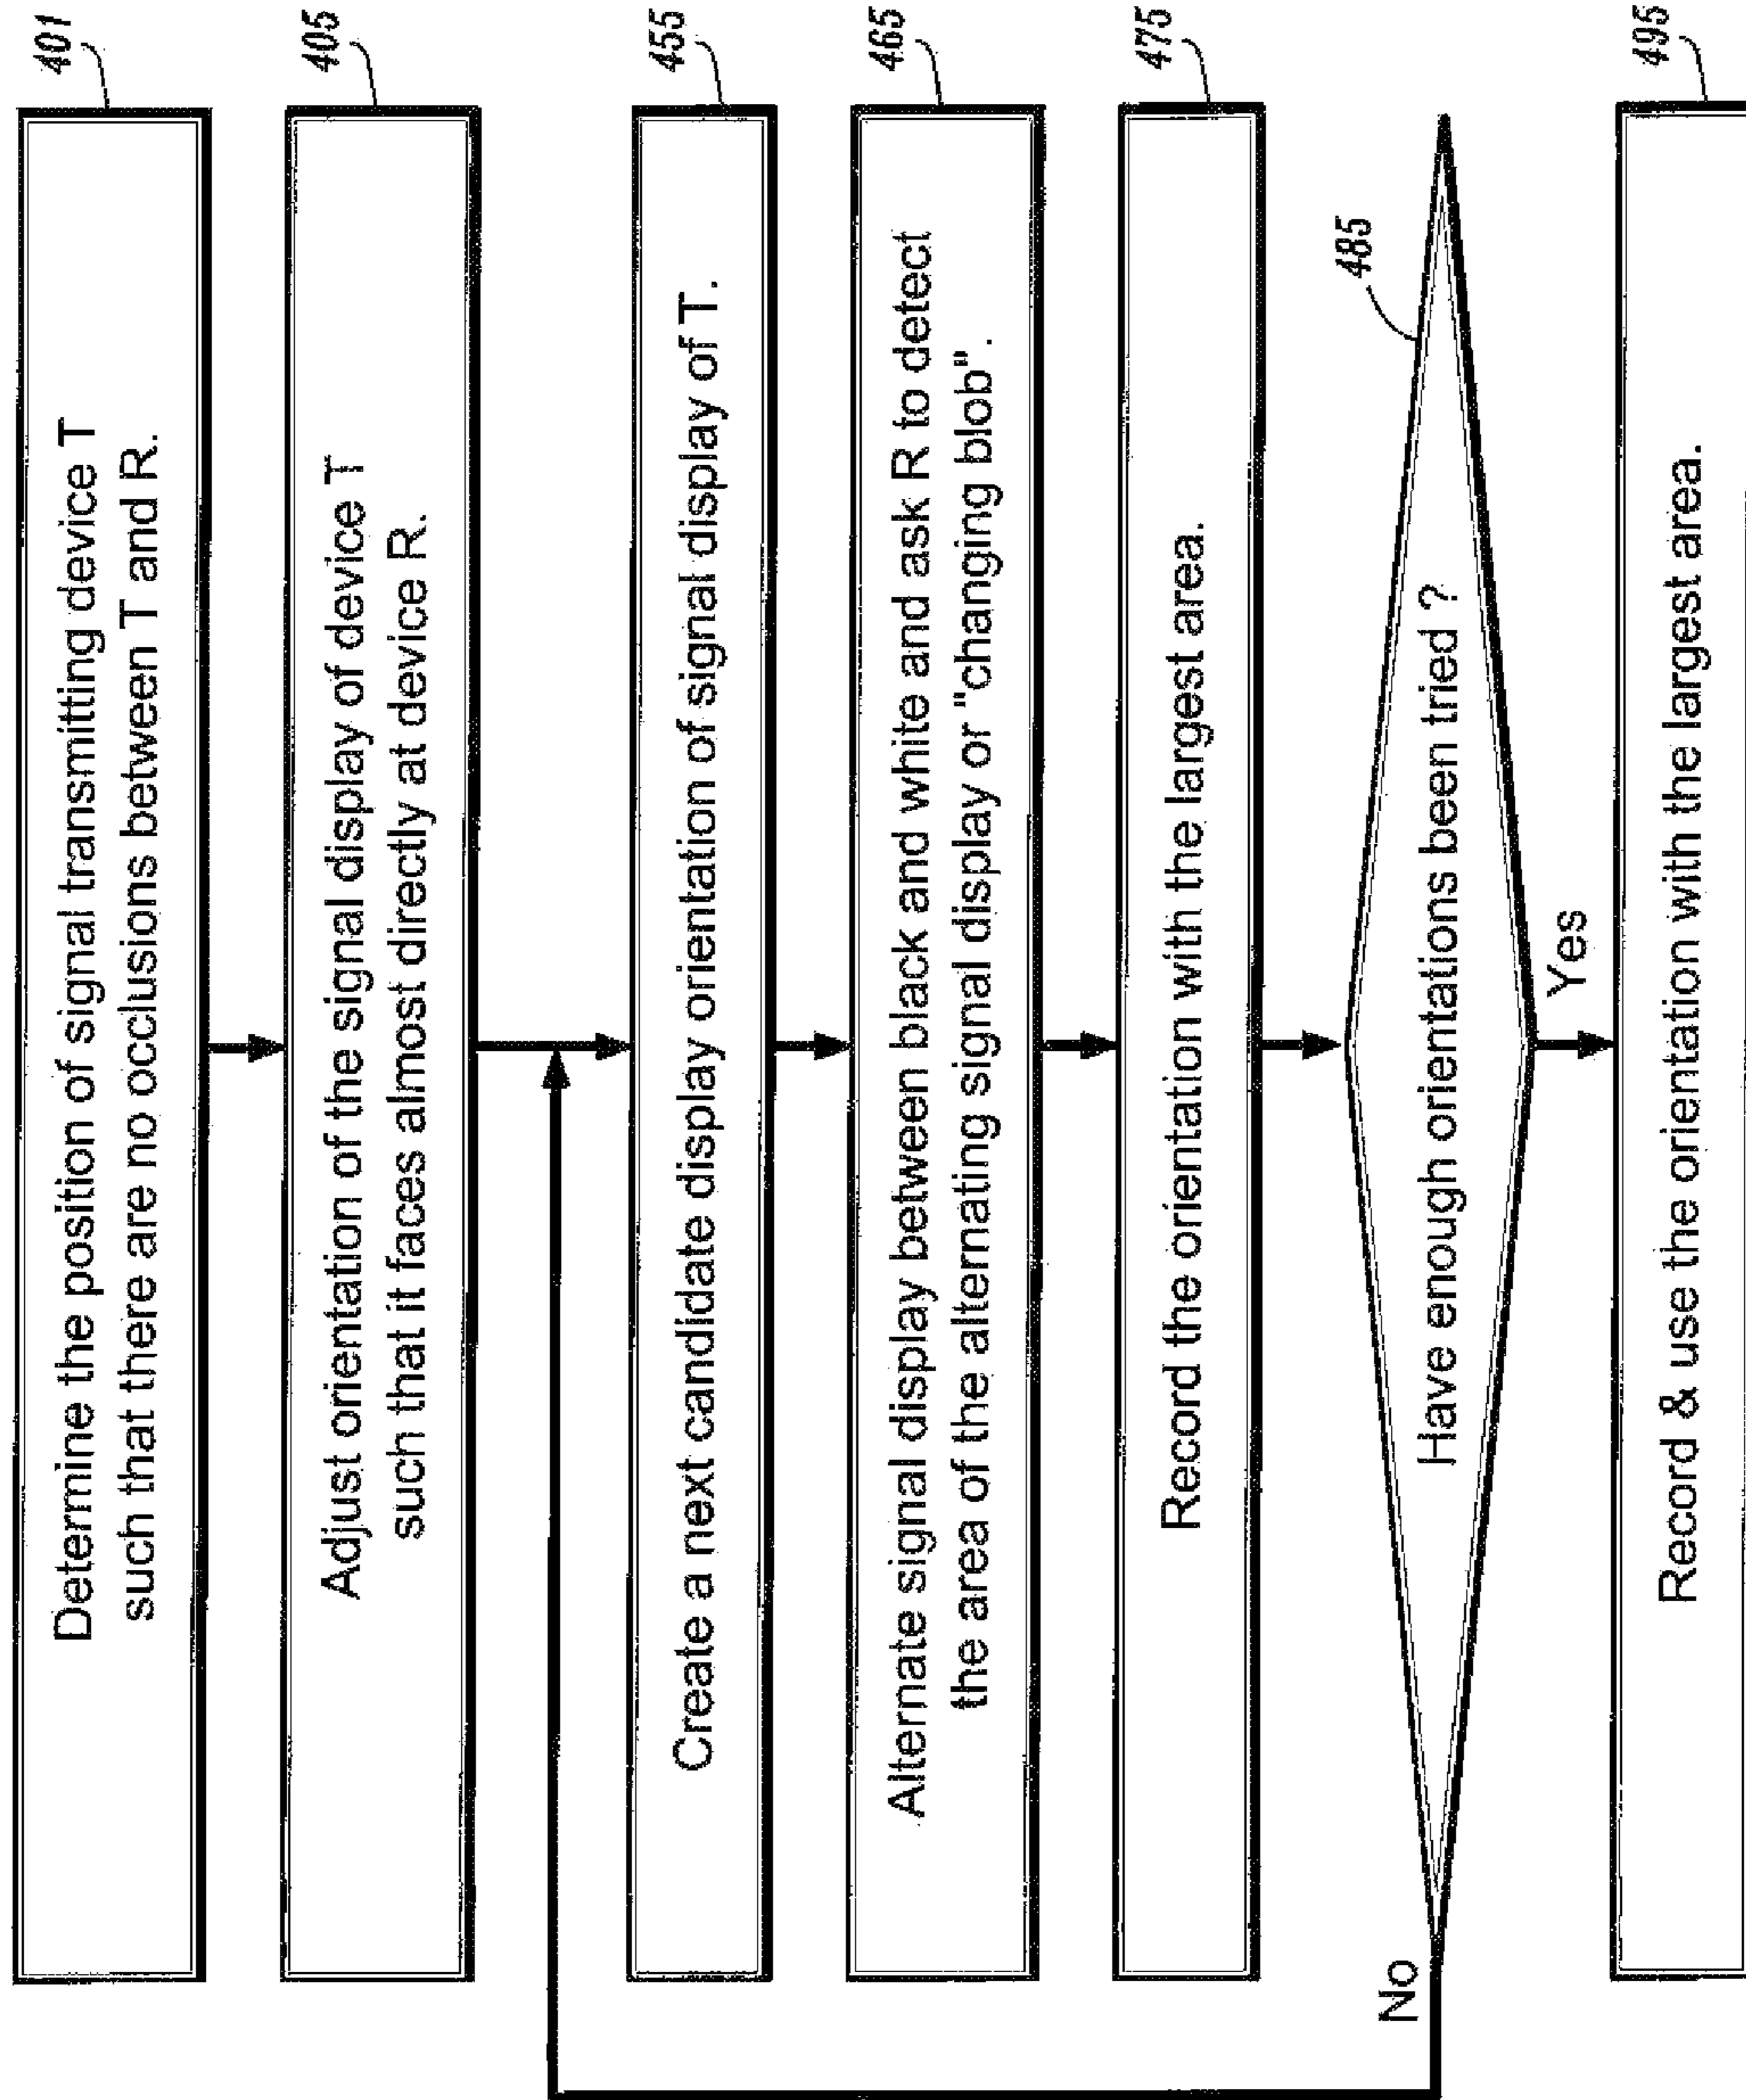 401
Determine the position of signal transmitting device T
such that there are no occlusions between T and R.
405
Adjust orientation of the signal display of device T
such that it faces almost directly at device R.
455
Create a next candidate display orientation of signal display of T.
465
Alternate signal display between black and white and ask R to detect
the area of the alternating signal display or "changing blob".
475
Record the orientation with the largest area.
485
Have enough orientations been tried ?
No
Yes
495
Record & use the orientation with the largest area.